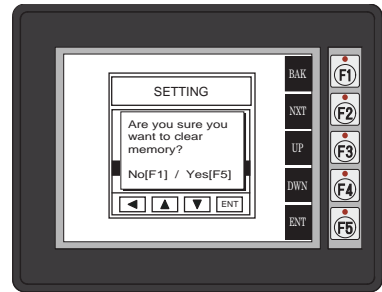 SETTING
Are you sure you
want to clear
memory?
No[F1] / Yes[F5]
ENT
BAK
NXT
UP
DWN
ENT
F1
F2
F3
F4
F5